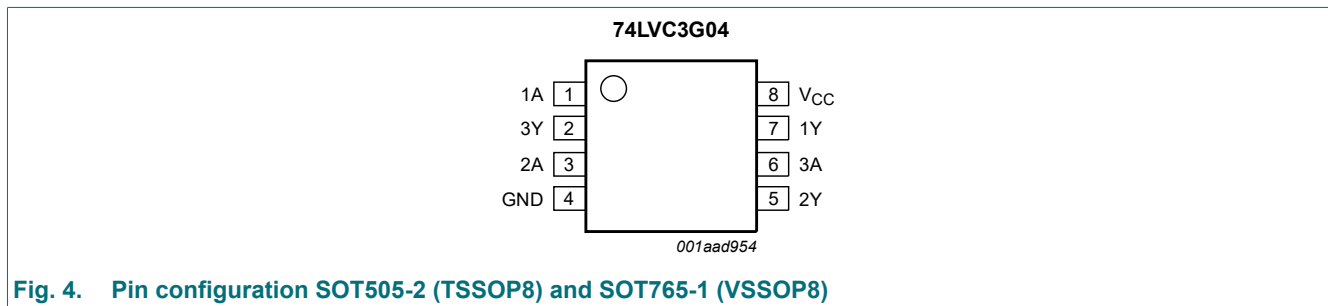 74LVC3G04
1A 1 8 VCC
3Y 2 7 1Y
2A 3 6 3A
GND 4 5 2Y
001aad954
Fig. 4. Pin configuration SOT505-2 (TSSOP8) and SOT765-1 (VSSOP8)